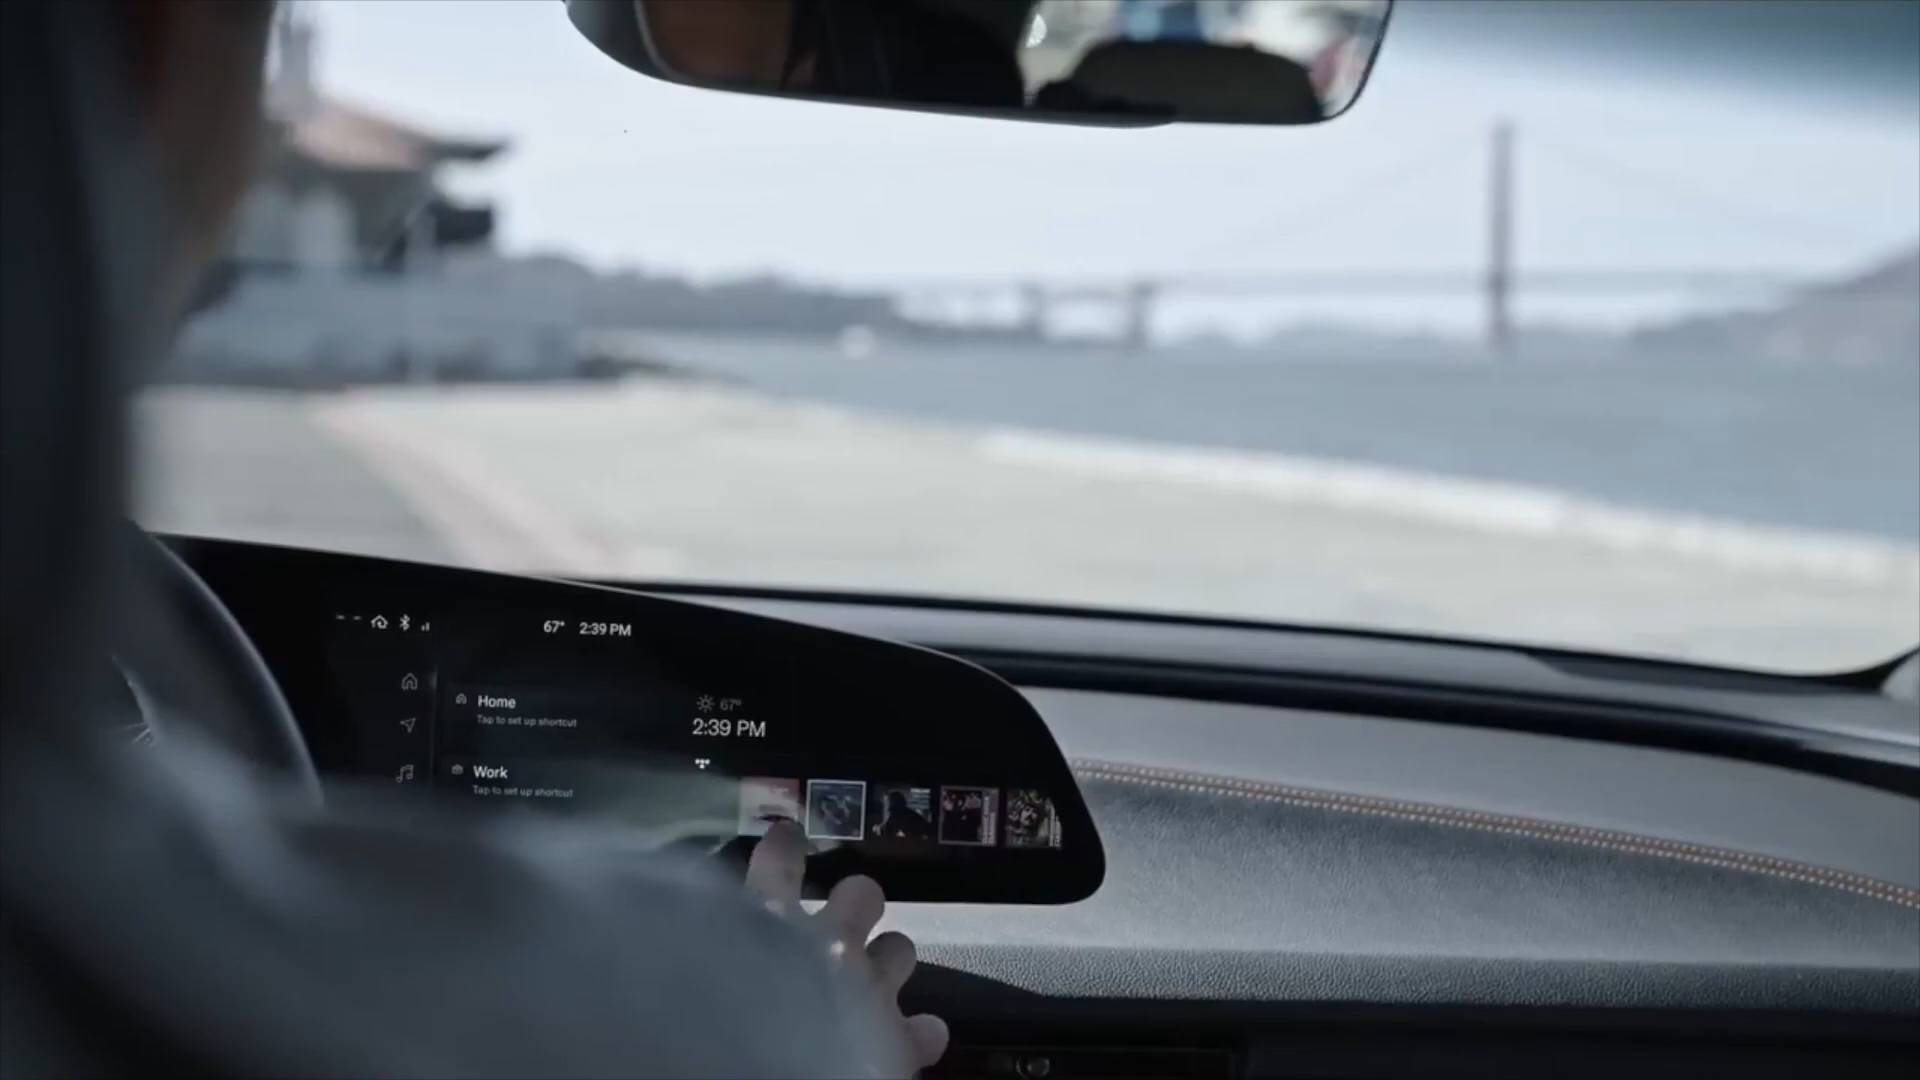 67° 2:39 PM
Home
Tap to set up shortcut
67°
2:39 PM
Work
Tap to set up shortcut